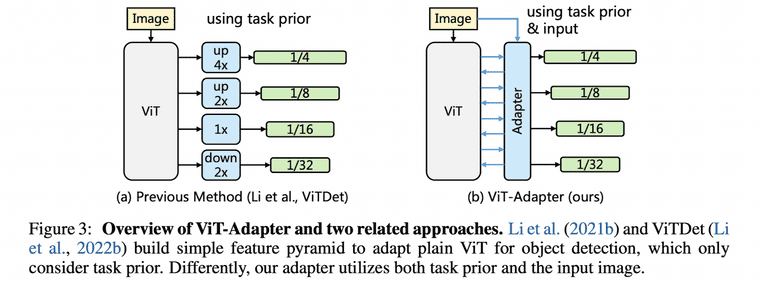 Image
using task prior
ViT
up
4x
1/4
up
2x
1/8
1x
1/16
down
2x
1/32
(a) Previous Method (Li et al., ViTDet)
Image
using task prior
& input
ViT
Adapter
1/4
1/8
1/16
1/32
(b) ViT-Adapter (ours)
Figure 3: Overview of ViT-Adapter and two related approaches. Li et al. (2021b) and ViTDet (Li
et al., 2022b) build simple feature pyramid to adapt plain ViT for object detection, which only
consider task prior. Differently, our adapter utilizes both task prior and the input image.